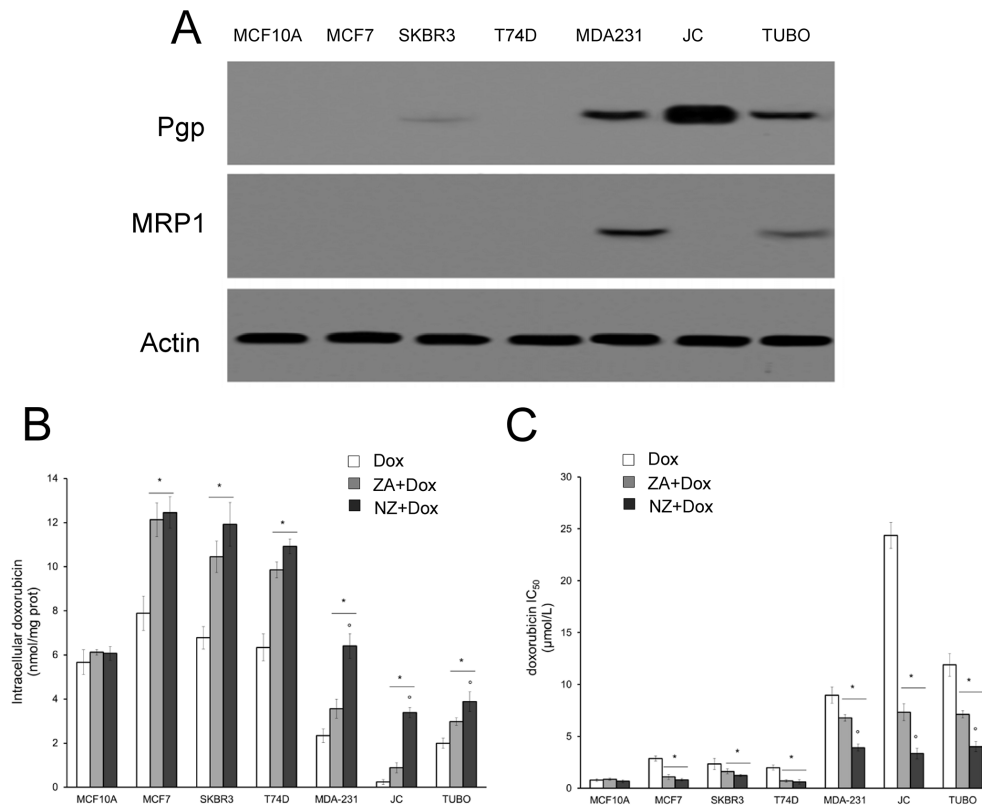 A
MCF10A MCF7 SKBR3 T74D MDA231 JC TUBO
Pgp
MRP1
Actin
B
Dox
ZA+Dox
NZ+Dox
Intracellular doxorubicin
(nmol/mg prot)
14
12
10
8
6
4
2
0
* * * * * *
° ° °
MCF10A MCF7 SKBR3 T74D MDA-231 JC TUBO
C
Dox
ZA+Dox
NZ+Dox
doxorubicin IC50
(µmol/L)
30
25
20
15
10
5
0
* * * * * *
° ° °
MCF10A MCF7 SKBR3 T74D MDA-231 JC TUBO